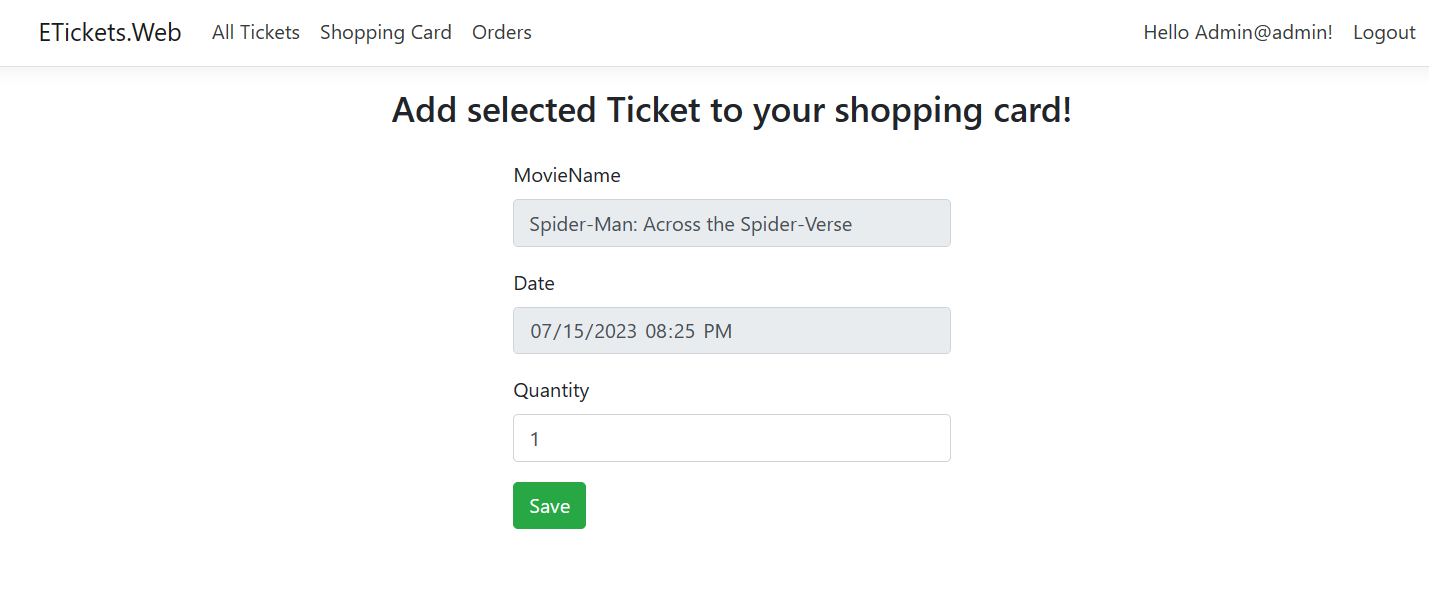 ETickets.Web All Tickets Shopping Card Orders Hello Admin@admin! Logout
Add selected Ticket to your shopping card!
MovieName
Spider-Man: Across the Spider-Verse
Date
07/15/2023 08:25 PM
Quantity
1
Save